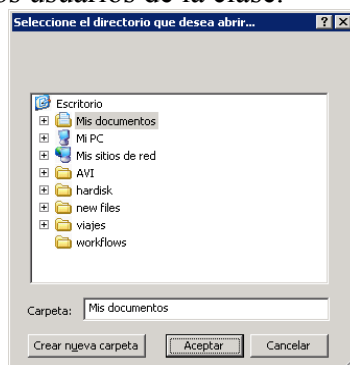 os usuarios de la clase.
Seleccione el directorio que desea abrir...
Escritorio
Mis documentos
Mi PC
Mis sitios de red
AVI
hardisk
new files
viajes
workflows
Carpeta: Mis documentos
Crear nueva carpeta Aceptar Cancelar